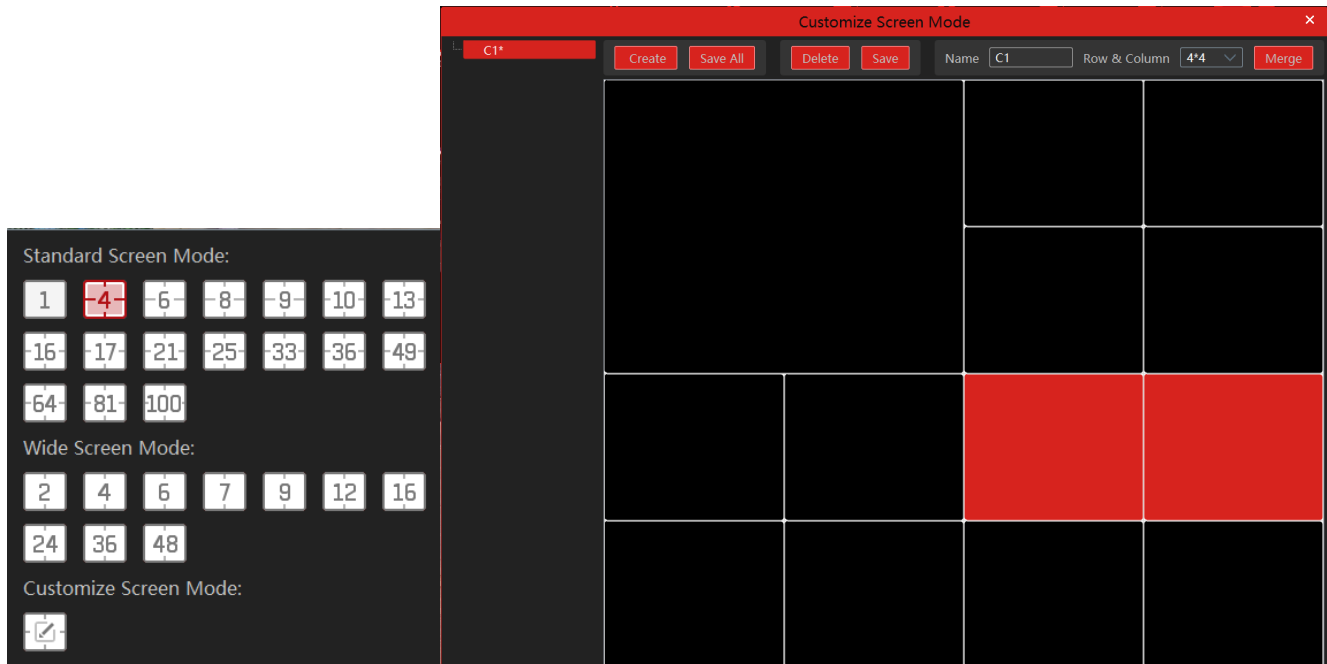 Customize Screen Mode ×
C1*
Create Save All Delete Save Name C1 Row & Column 4*4 Merge
Standard Screen Mode:
1 4 6 8 9 10 13
16 17 21 25 33 36 49
64 81 100
Wide Screen Mode:
2 4 6 7 9 12 16
24 36 48
Customize Screen Mode: